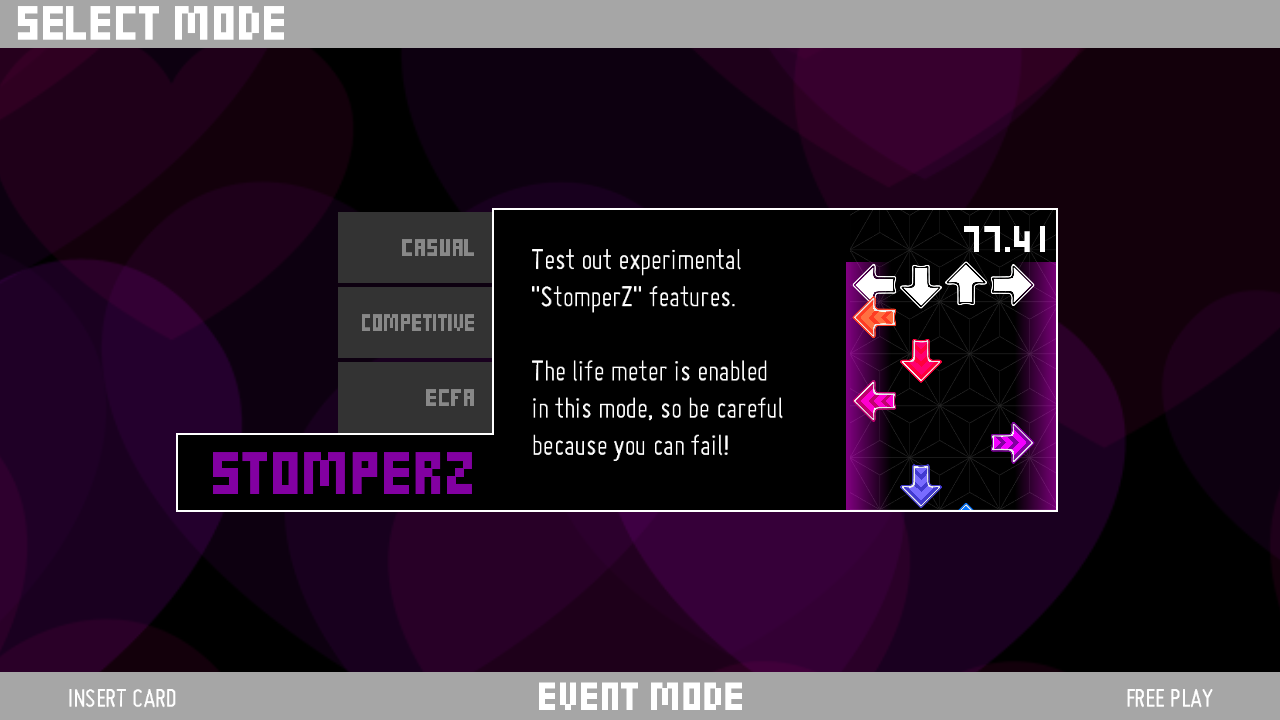 SELECT MODE
CASUAL
COMPETITIVE
ECFA
STOMPERZ
Test out experimental
"StomperZ" features.
The life meter is enabled
in this mode, so be careful
because you can fail!
77.41
INSERT CARD
EVENT MODE
FREE PLAY